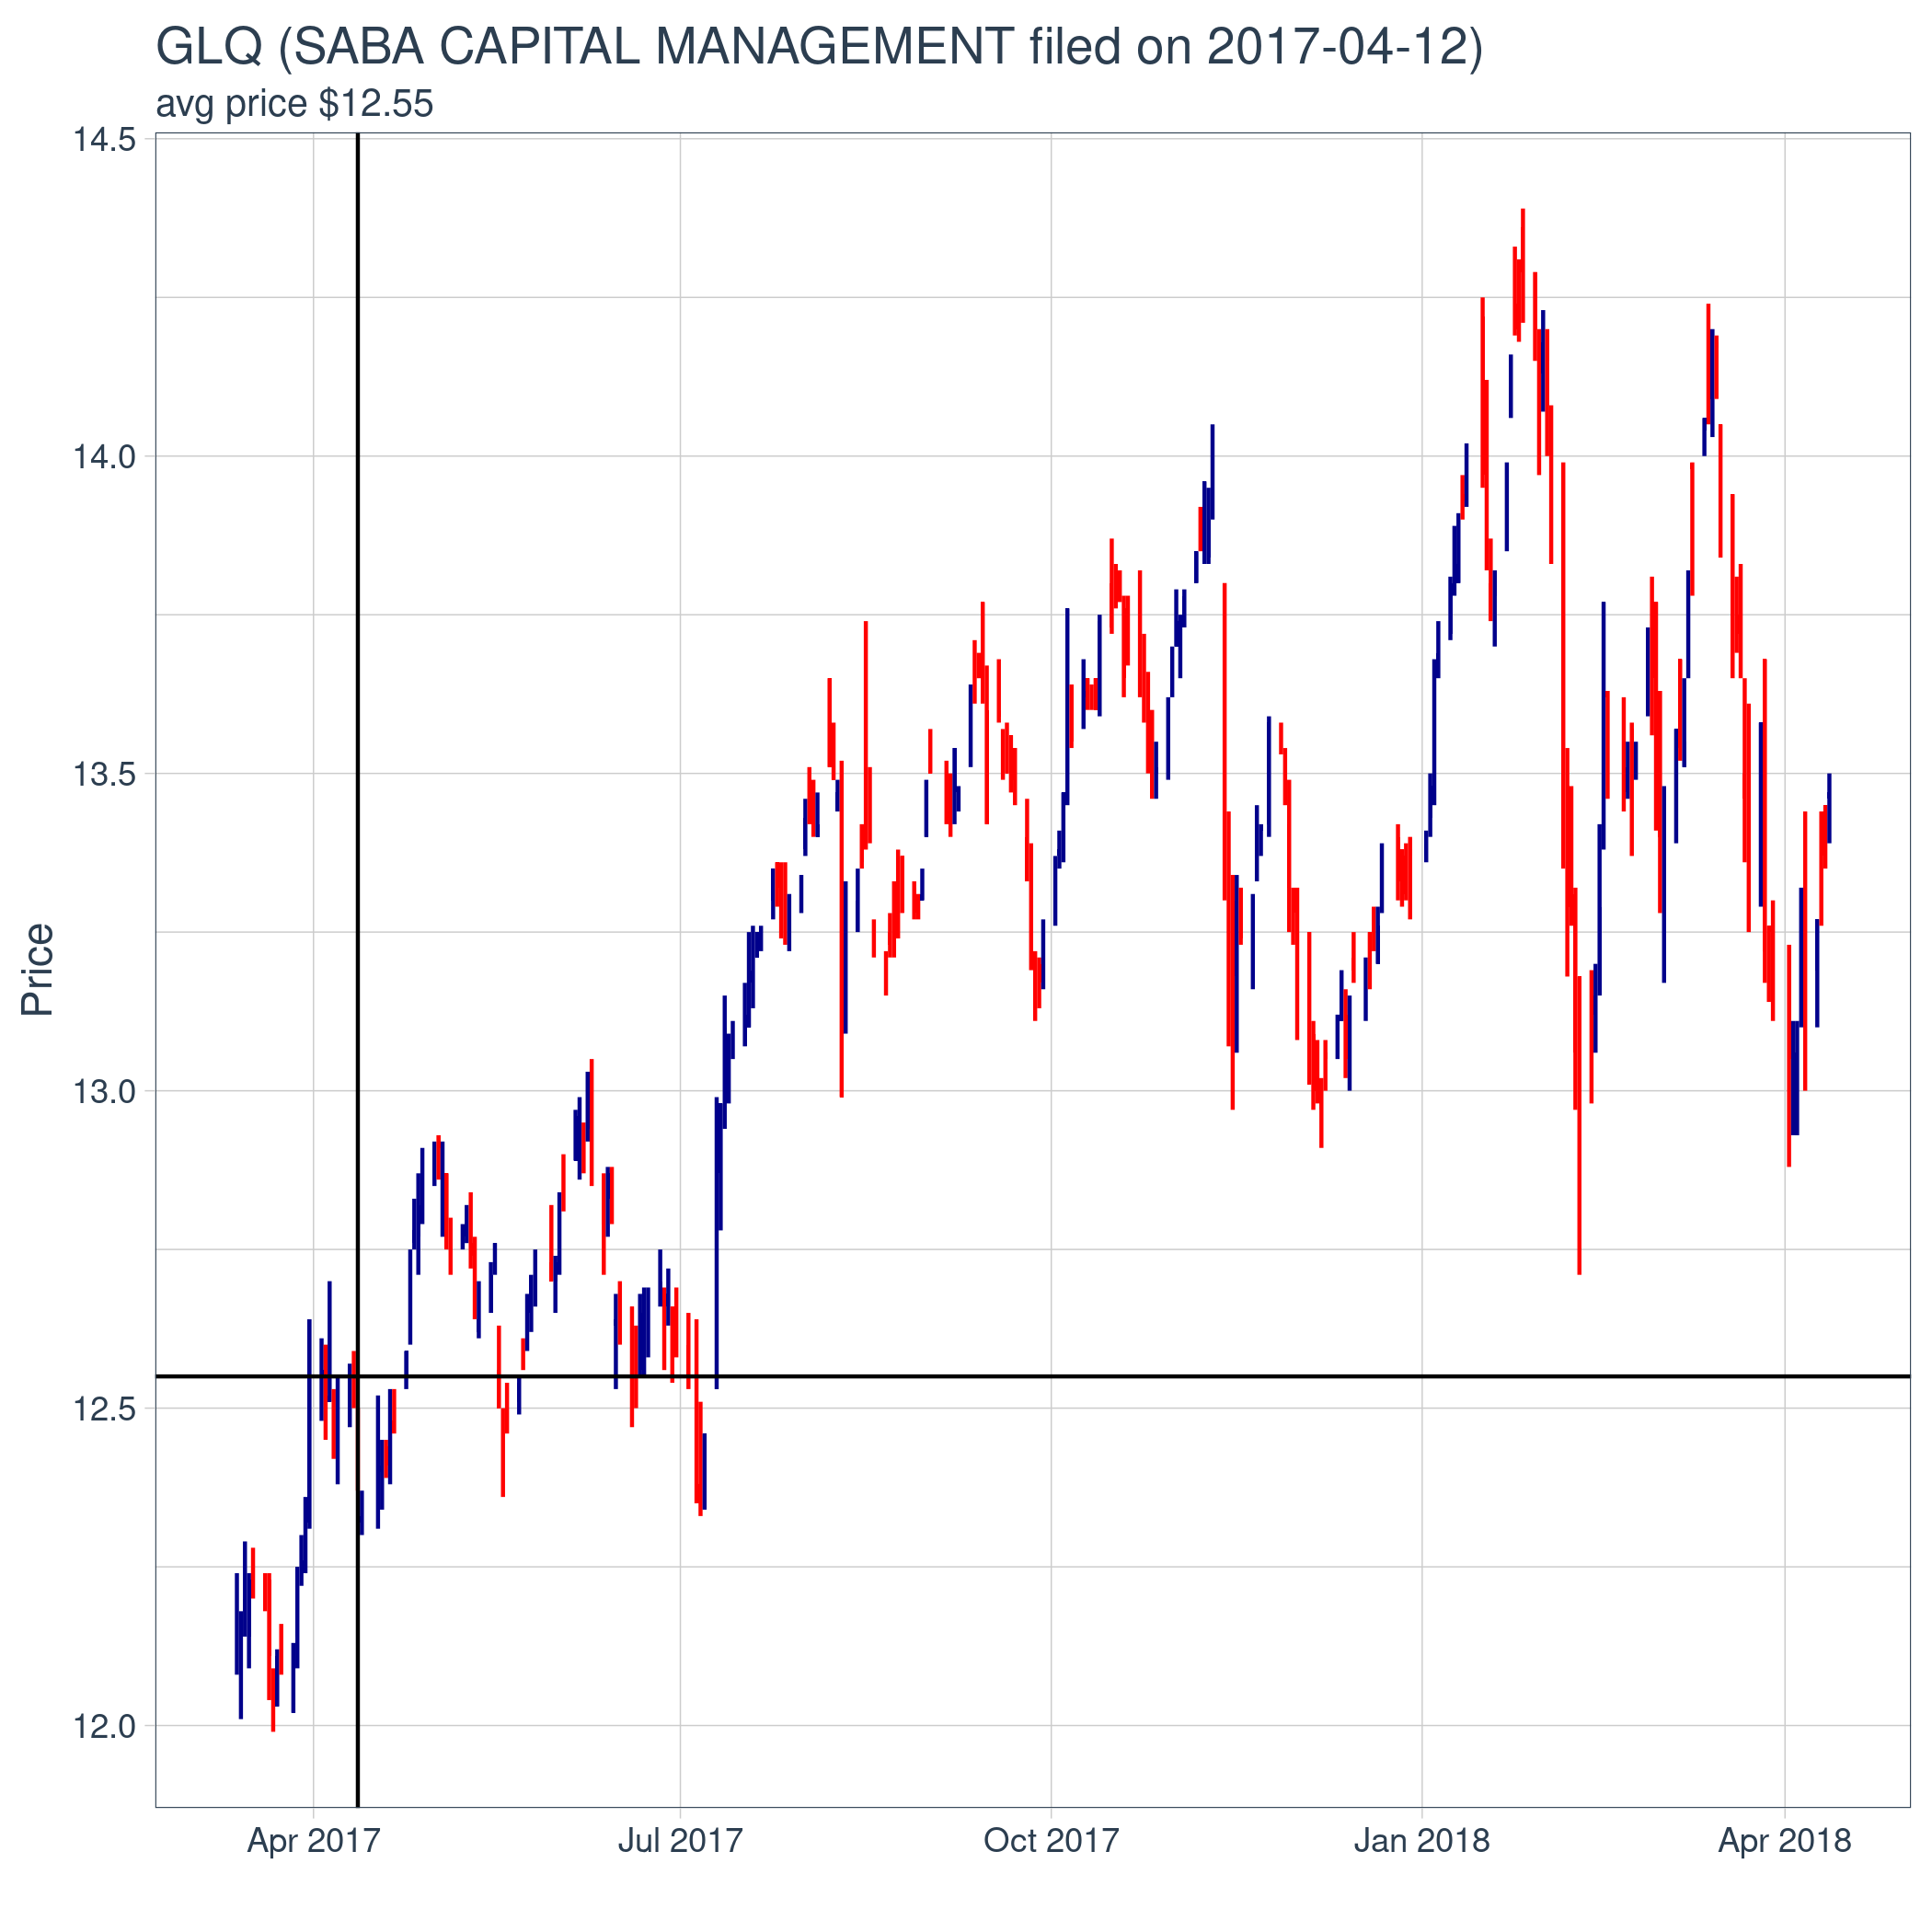 GLQ (SABA CAPITAL MANAGEMENT filed on 2017-04-12)
avg price $12.55
14.5
14.0
13.5
13.0
12.5
12.0
Price
Apr 2017
Jul 2017
Oct 2017
Jan 2018
Apr 2018